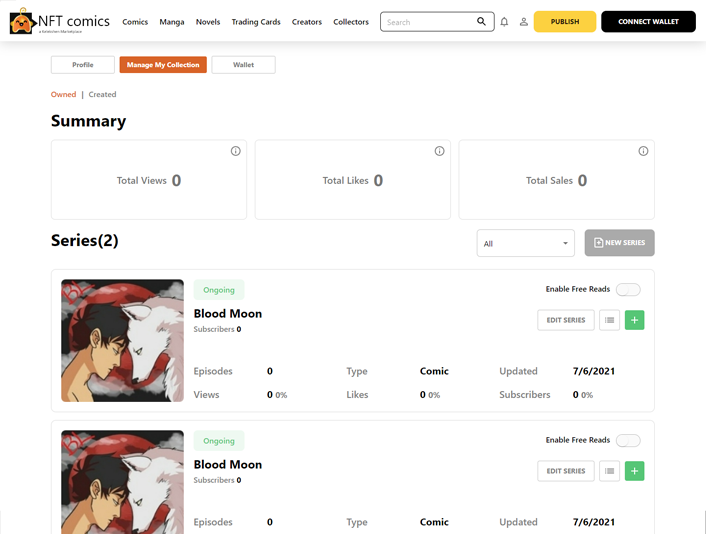 NFT comics Comics Manga Novels Trading Cards Creators Collectors Search PUBLISH CONNECT WALLET
a Kelektoken Marketplace
Profile Manage My Collection Wallet
Owned | Created
Summary
Total Views 0 Total Likes 0 Total Sales 0
Series(2) All NEW SERIES
Ongoing Enable Free Reads
Blood Moon EDIT SERIES
Subscribers 0
Episodes 0 Type Comic Updated 7/6/2021
Views 0 0% Likes 0 0% Subscribers 0 0%
Ongoing Enable Free Reads
Blood Moon EDIT SERIES
Subscribers 0
Episodes 0 Type Comic Updated 7/6/2021